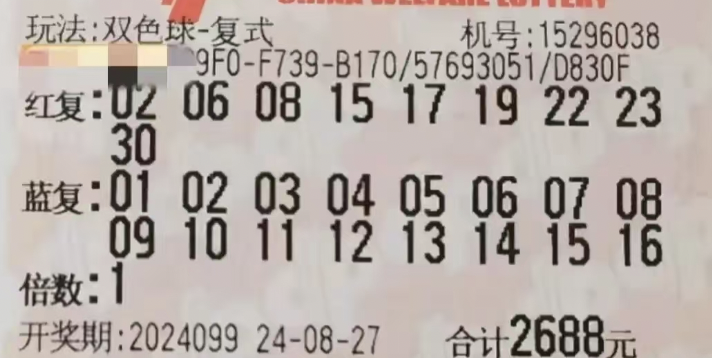 CHINA WELFARE LOTTERY
玩法:双色球-复式 机号:15296038
9F0-F739-B170/57693051/D830F
红复:02 06 08 15 17 19 22 23
30
蓝复:01 02 03 04 05 06 07 08
09 10 11 12 13 14 15 16
倍数:1
开奖期:2024099 24-08-27 合计2688元